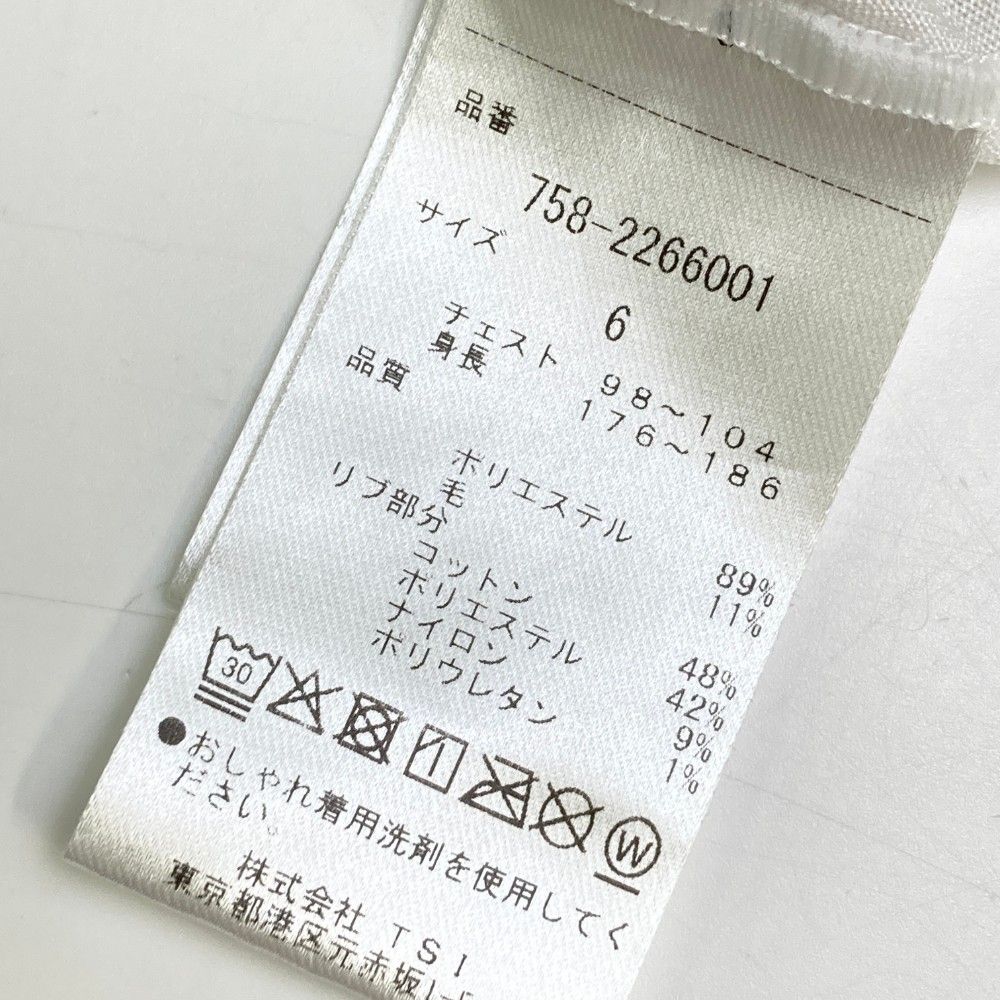 品番
758-2266001
サイズ
6
チェスト 98～104
身長 176～186
品質
ポリエステル 89%
毛 11%
リブ部分
コットン 48%
ポリエステル 42%
ナイロン 9%
ポリウレタン 1%
30
W
●おしゃれ着用洗剤を使用してく
ださい。
株式会社 TSI
東京都港区元赤坂1-